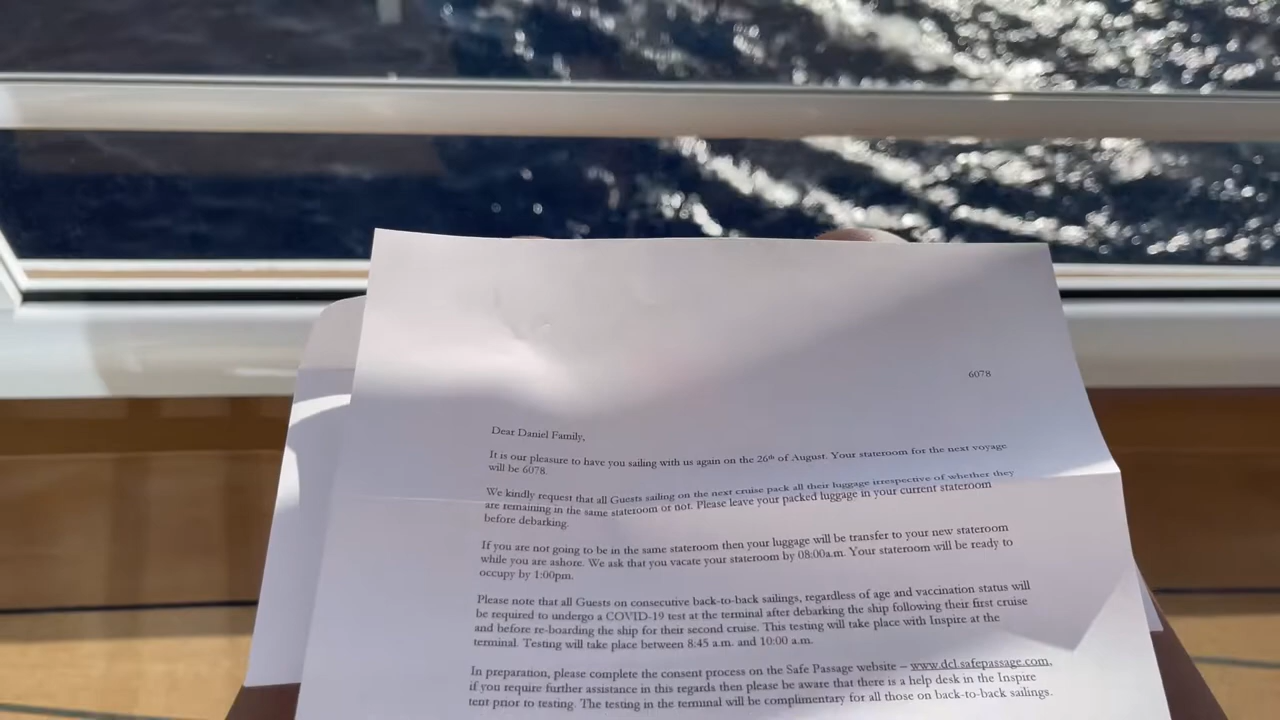 6078
Dear Daniel Family,
It is our pleasure to have you sailing with us again on the 26th of August. Your stateroom for the next voyage
will be 6078.
We kindly request that all Guests sailing on the next cruise pack all their luggage irrespective of whether they
are remaining in the same stateroom or not. Please leave your packed luggage in your current stateroom
before debarking.
If you are not going to be in the same stateroom then your luggage will be transfer to your new stateroom
while you are ashore. We ask that you vacate your stateroom by 08:00a.m. Your stateroom will be ready to
occupy by 1:00pm.
Please note that all Guests on consecutive back-to-back sailings, regardless of age and vaccination status will
be required to undergo a COVID-19 test at the terminal after debarking the ship following their first cruise
and before re-boarding the ship for their second cruise. This testing will take place with Inspire at the
terminal. Testing will take place between 8:45 a.m. and 10:00 a.m.
In preparation, please complete the consent process on the Safe Passage website – www.dcl.safepassage.com,
if you require further assistance in this regards then please be aware that there is a help desk in the Inspire
tent prior to testing. The testing in the terminal will be complimentary for all those on back-to-back sailings.